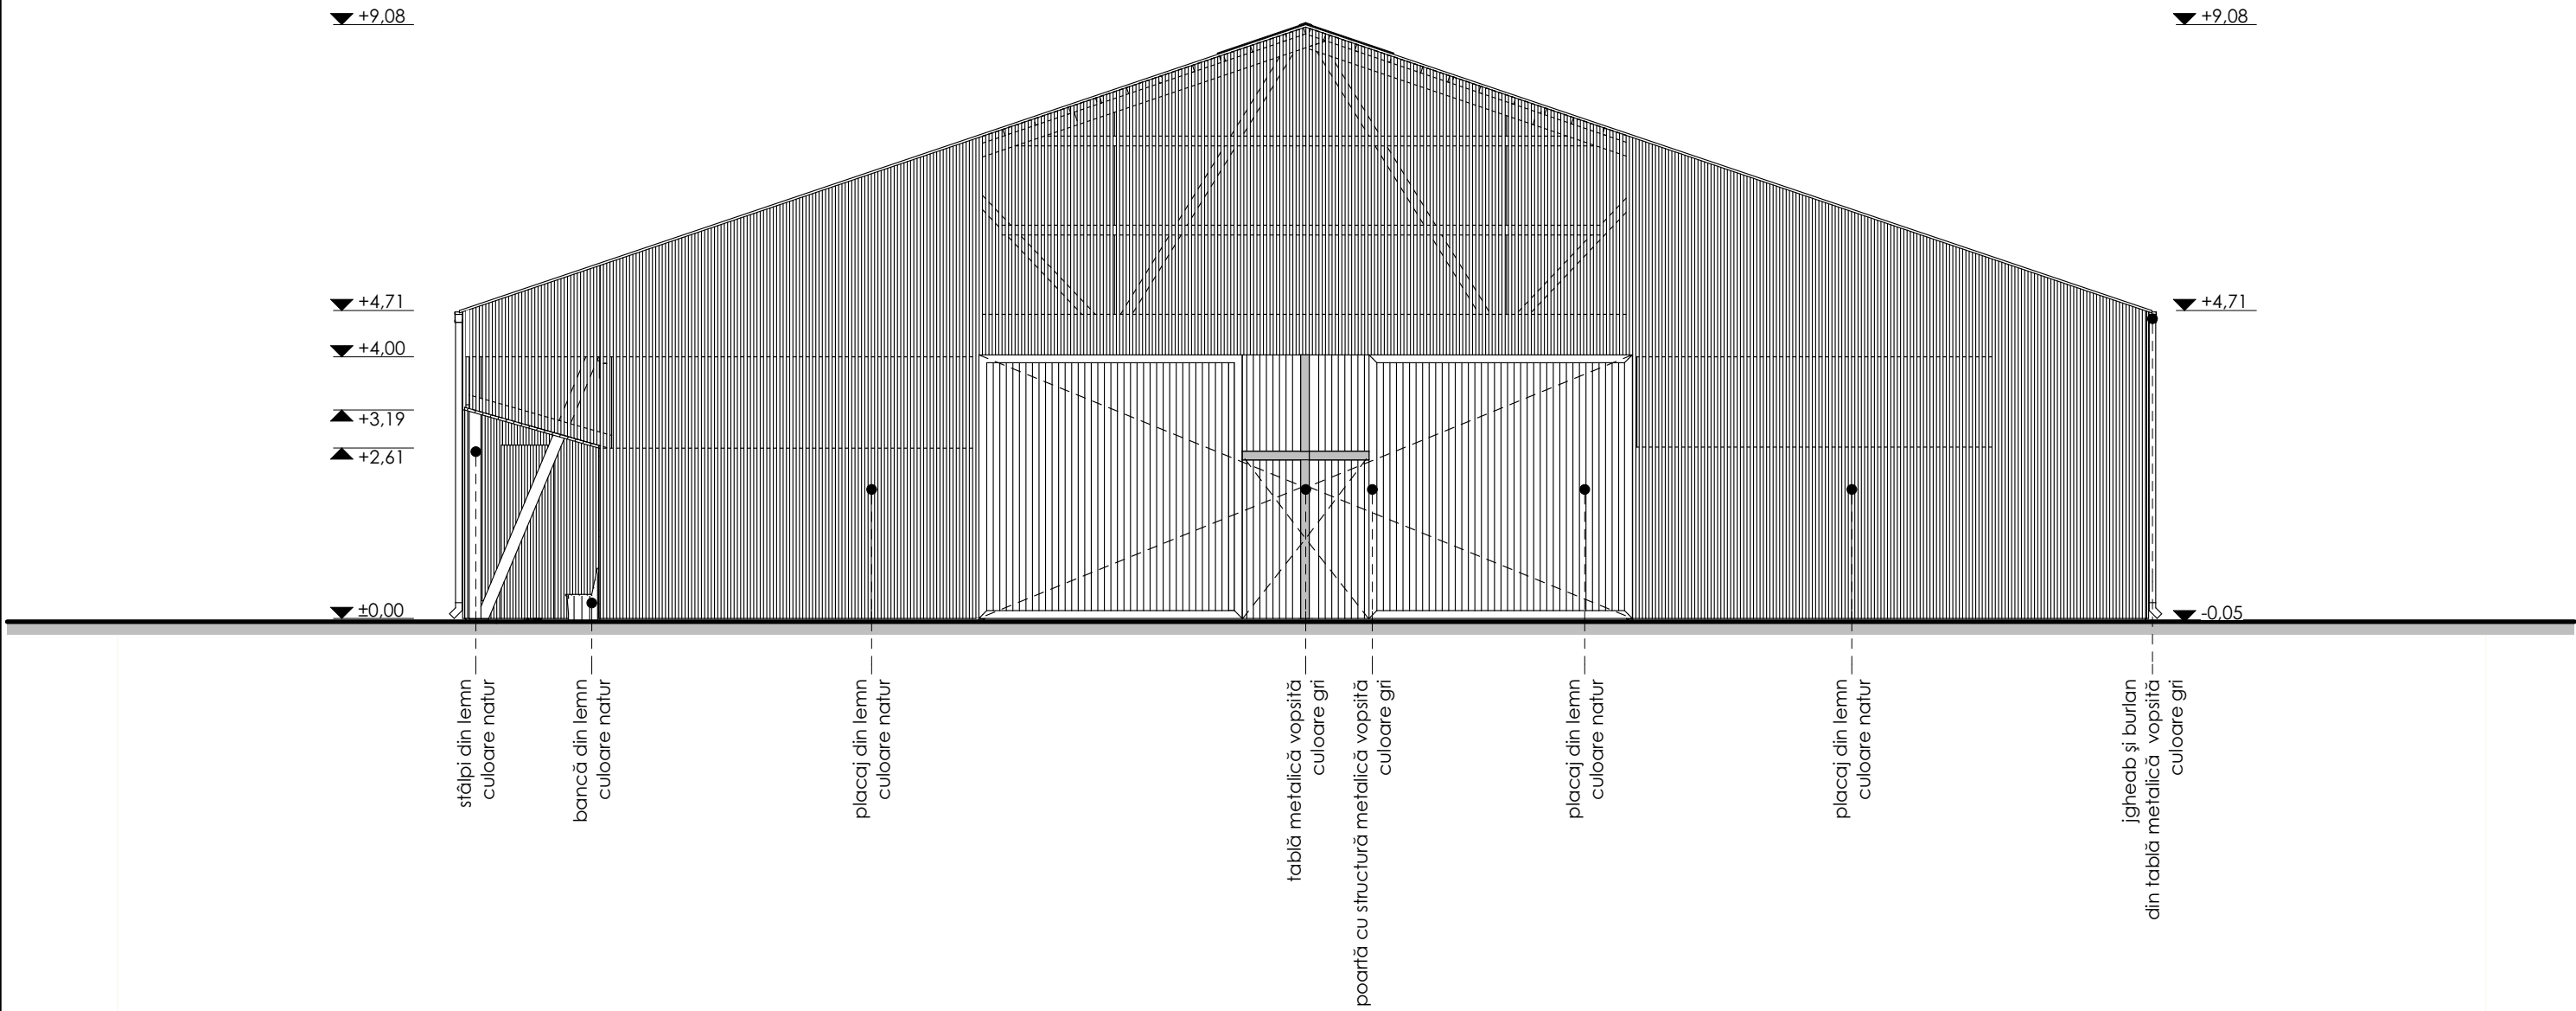 +9,08
+9,08
+4,71
+4,71
+4,00
+3,19
+2,61
±0,00
-0,05
stâlpi din lemn
culoare natur
bancă din lemn
culoare natur
placaj din lemn
culoare natur
tablă metalică vopsită
culoare gri
poartă cu structură metalică vopsită
culoare gri
placaj din lemn
culoare natur
placaj din lemn
culoare natur
jgheab şi burlan
din tablă metalică vopsită
culoare gri